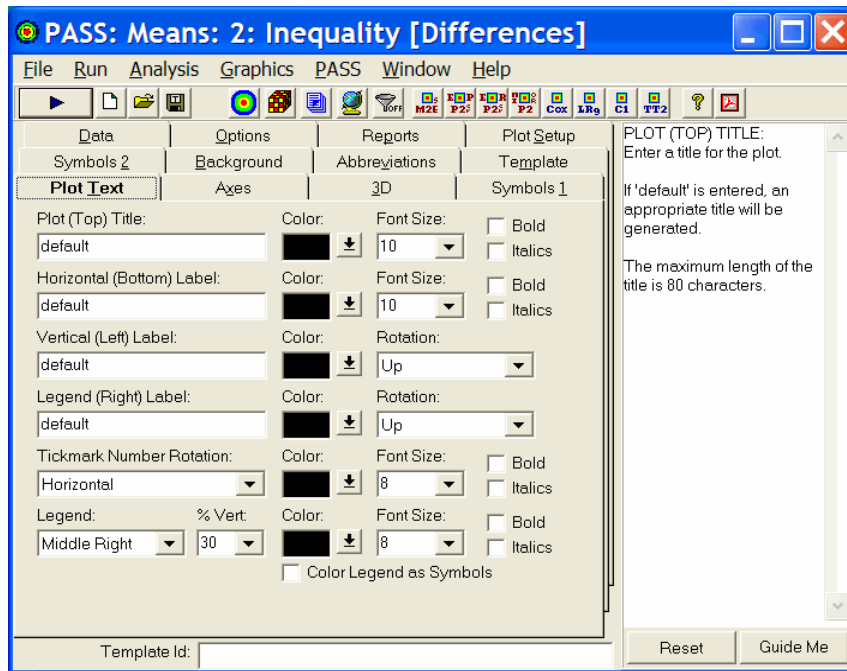 PASS: Means: 2: Inequality [Differences]
File Run Analysis Graphics PASS Window Help
OFF M2E P2 P2 P2 Cox LRg C1 TT2 ?
Data Options Reports Plot Setup
Symbols 2 Background Abbreviations Template
Plot Text Axes 3D Symbols 1
Plot (Top) Title: Color: Font Size: Bold
default 10 Italics
Horizontal (Bottom) Label: Color: Font Size: Bold
default 10 Italics
Vertical (Left) Label: Color: Rotation:
default Up
Legend (Right) Label: Color: Rotation:
default Up
Tickmark Number Rotation: Color: Font Size: Bold
Horizontal 8 Italics
Legend: % Vert: Color: Font Size: Bold
Middle Right 30 8 Italics
Color Legend as Symbols
Template Id:
PLOT (TOP) TITLE:
Enter a title for the plot.
If 'default' is entered, an
appropriate title will be
generated.
The maximum length of the
title is 80 characters.
Reset Guide Me